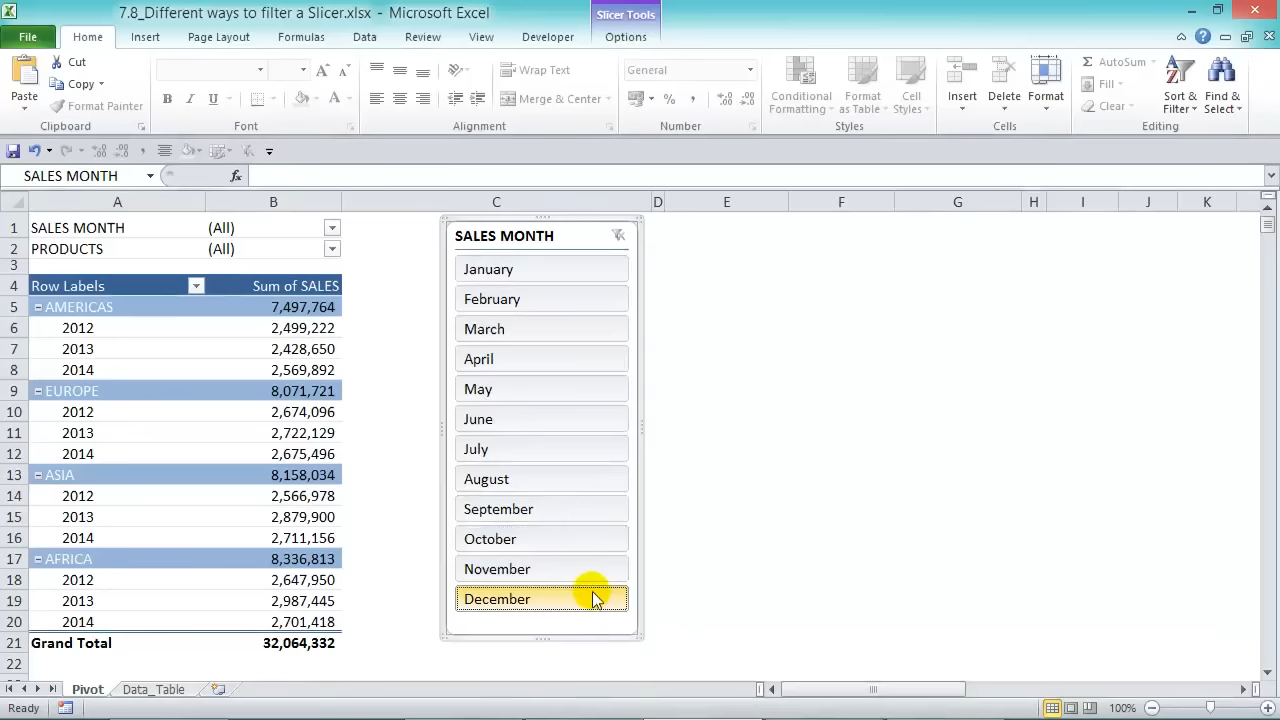 7.8_Different ways to filter a Slicer.xlsx - Microsoft Excel
Slicer Tools
File Home Insert Page Layout Formulas Data Review View Developer Options
Paste
Cut
Copy
Format Painter
Clipboard
B I U
Font
Wrap Text
Merge & Center
Alignment
General
% ,
Number
Conditional Formatting
Format as Table
Cell Styles
Styles
Insert
Delete
Format
Cells
AutoSum
Fill
Clear
Sort & Filter
Find & Select
Editing
SALES MONTH fx
A B C D E F G H I J K
1 SALES MONTH (All)
2 PRODUCTS (All)
3
4 Row Labels Sum of SALES
5 AMERICAS 7,497,764
6 2012 2,499,222
7 2013 2,428,650
8 2014 2,569,892
9 EUROPE 8,071,721
10 2012 2,674,096
11 2013 2,722,129
12 2014 2,675,496
13 ASIA 8,158,034
14 2012 2,566,978
15 2013 2,879,900
16 2014 2,711,156
17 AFRICA 8,336,813
18 2012 2,647,950
19 2013 2,987,445
20 2014 2,701,418
21 Grand Total 32,064,332
22
SALES MONTH
January
February
March
April
May
June
July
August
September
October
November
December
Pivot Data_Table
Ready 100%